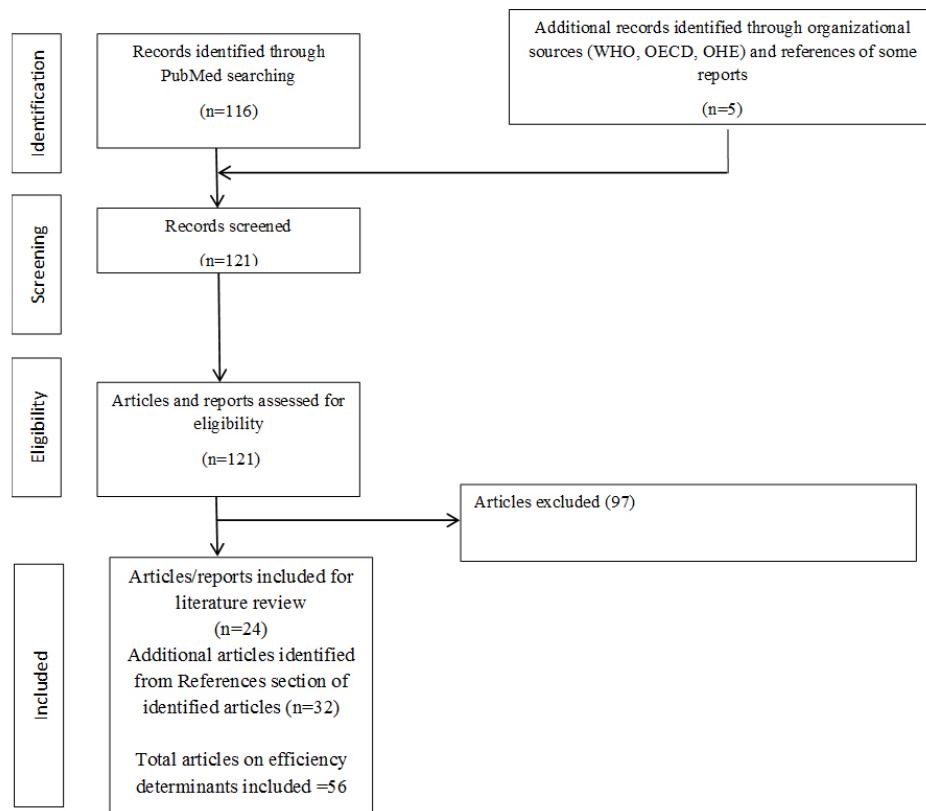 Identification
Records identified through
PubMed searching
(n=116)
Additional records identified through organizational
sources (WHO, OECD, OHE) and references of some
reports
(n=5)
Screening
Records screened
(n=121)
Eligibility
Articles and reports assessed for
eligibility
(n=121)
Articles excluded (97)
Included
Articles/reports included for
literature review
(n=24)
Additional articles identified
from References section of
identified articles (n=32)
Total articles on efficiency
determinants included =56